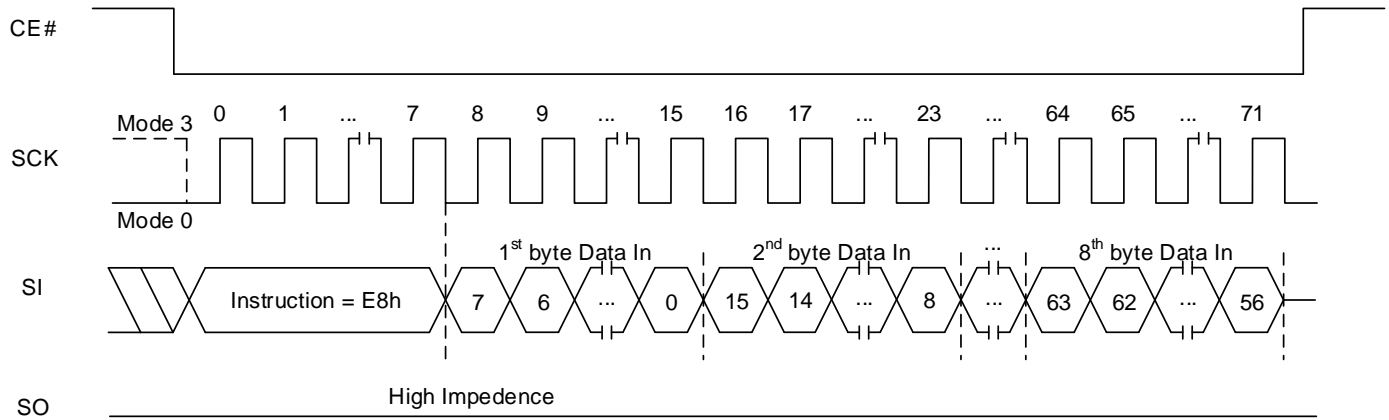 CE#
0 1 ... 7 8 9 ... 15 16 17 ... 23 ... 64 65 ... 71
Mode 3
SCK
Mode 0
1st byte Data In 2nd byte Data In ... 8th byte Data In
SI
Instruction = E8h 7 6 ... 0 15 14 ... 8 ... 63 62 ... 56
High Impedence
SO